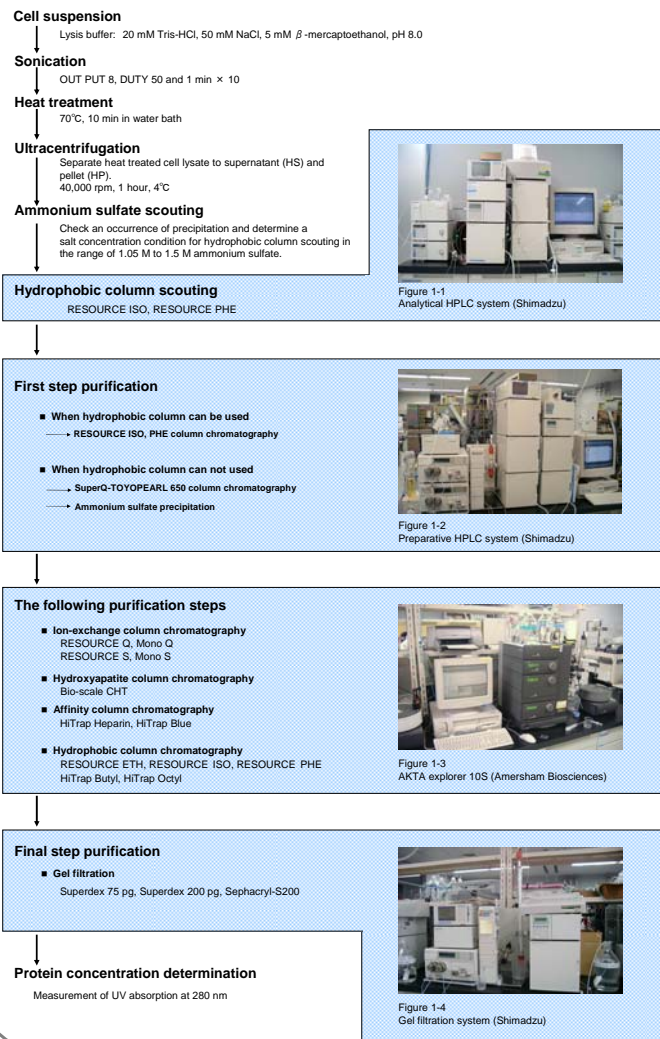 Cell suspension
Lysis buffer: 20 mM Tris-HCl, 50 mM NaCl, 5 mM β-mercaptoethanol, pH 8.0
Sonication
OUT PUT 8, DUTY 50 and 1 min × 10
Heat treatment
70℃, 10 min in water bath
Ultracentrifugation
Separate heat treated cell lysate to supernatant (HS) and
pellet (HP).
40,000 rpm, 1 hour, 4℃
Ammonium sulfate scouting
Check an occurrence of precipitation and determine a
salt concentration condition for hydrophobic column scouting in
the range of 1.05 M to 1.5 M ammonium sulfate.
Hydrophobic column scouting
RESOURCE ISO, RESOURCE PHE
Figure 1-1
Analytical HPLC system (Shimadzu)
First step purification
■ When hydrophobic column can be used
→ RESOURCE ISO, PHE column chromatography
■ When hydrophobic column can not used
→ SuperQ-TOYOPEARL 650 column chromatography
→ Ammonium sulfate precipitation
Figure 1-2
Preparative HPLC system (Shimadzu)
The following purification steps
■ Ion-exchange column chromatography
RESOURCE Q, Mono Q
RESOURCE S, Mono S
■ Hydroxyapatite column chromatography
Bio-scale CHT
■ Affinity column chromatography
HiTrap Heparin, HiTrap Blue
■ Hydrophobic column chromatography
RESOURCE ETH, RESOURCE ISO, RESOURCE PHE
HiTrap Butyl, HiTrap Octyl
Figure 1-3
AKTA explorer 10S (Amersham Biosciences)
Final step purification
■ Gel filtration
Superdex 75 pg, Superdex 200 pg, Sephacryl-S200
Protein concentration determination
Measurement of UV absorption at 280 nm
Figure 1-4
Gel filtration system (Shimadzu)